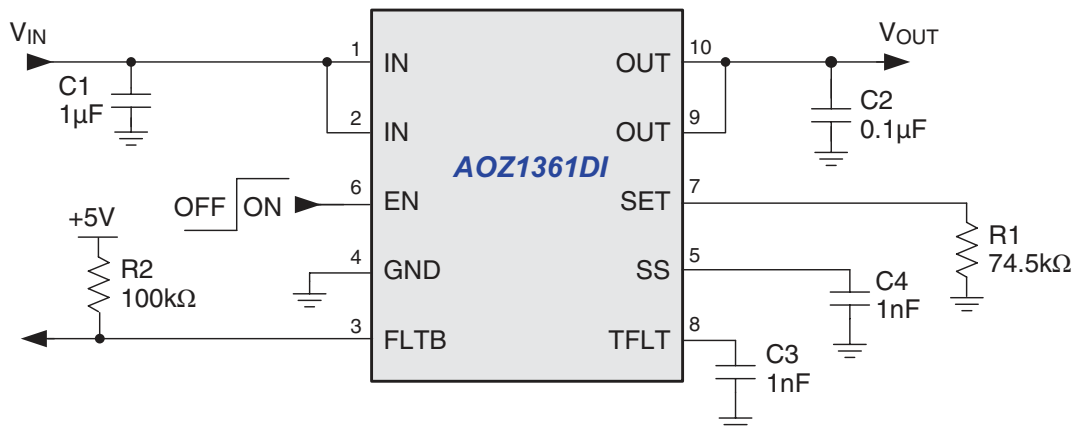 VIN
C1
1µF
1
IN
2
IN
OFF ON
6
EN
+5V
R2
100kΩ
4
GND
3
FLTB
AOZ1361DI
OUT
10
VOUT
OUT
9
C2
0.1µF
SET
7
R1
74.5kΩ
SS
5
C4
1nF
TFLT
8
C3
1nF